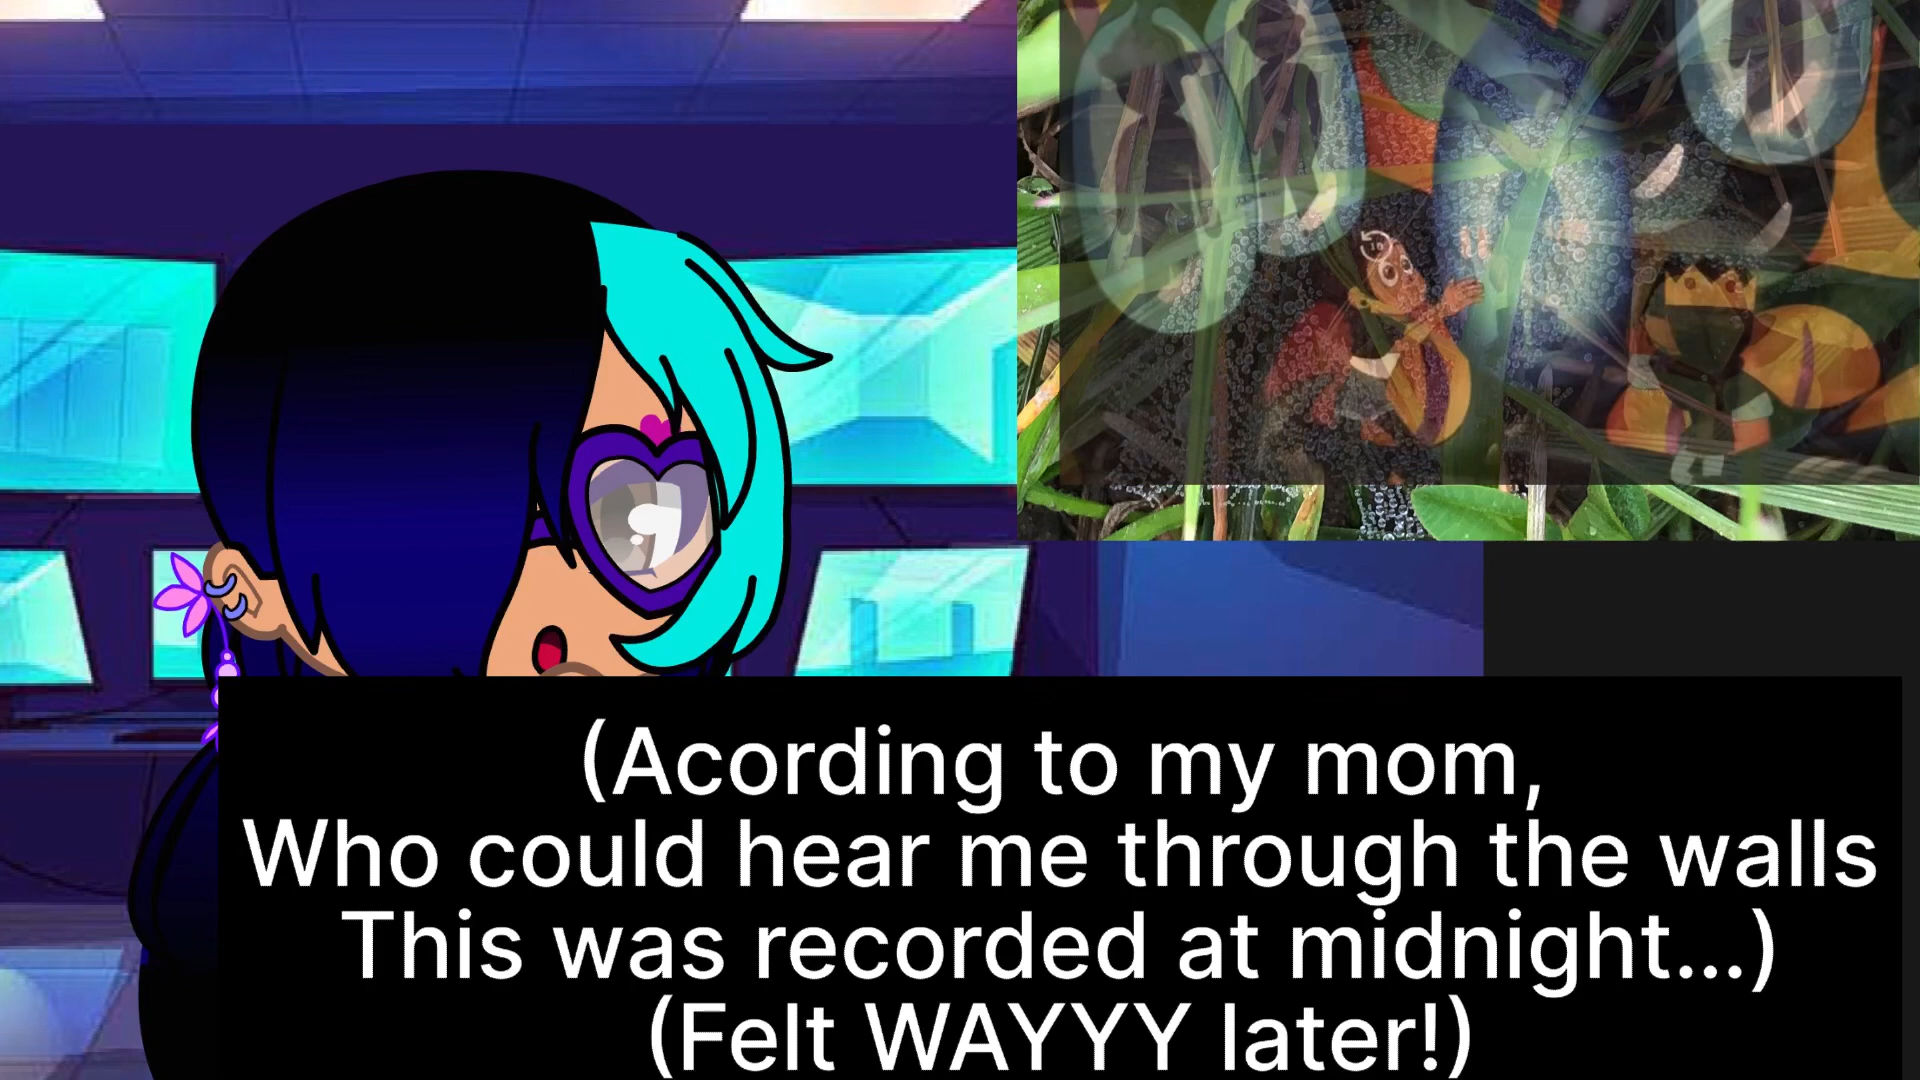 (Acording to my mom,
Who could hear me through the walls
This was recorded at midnight...)
(Felt WAYYY later!)